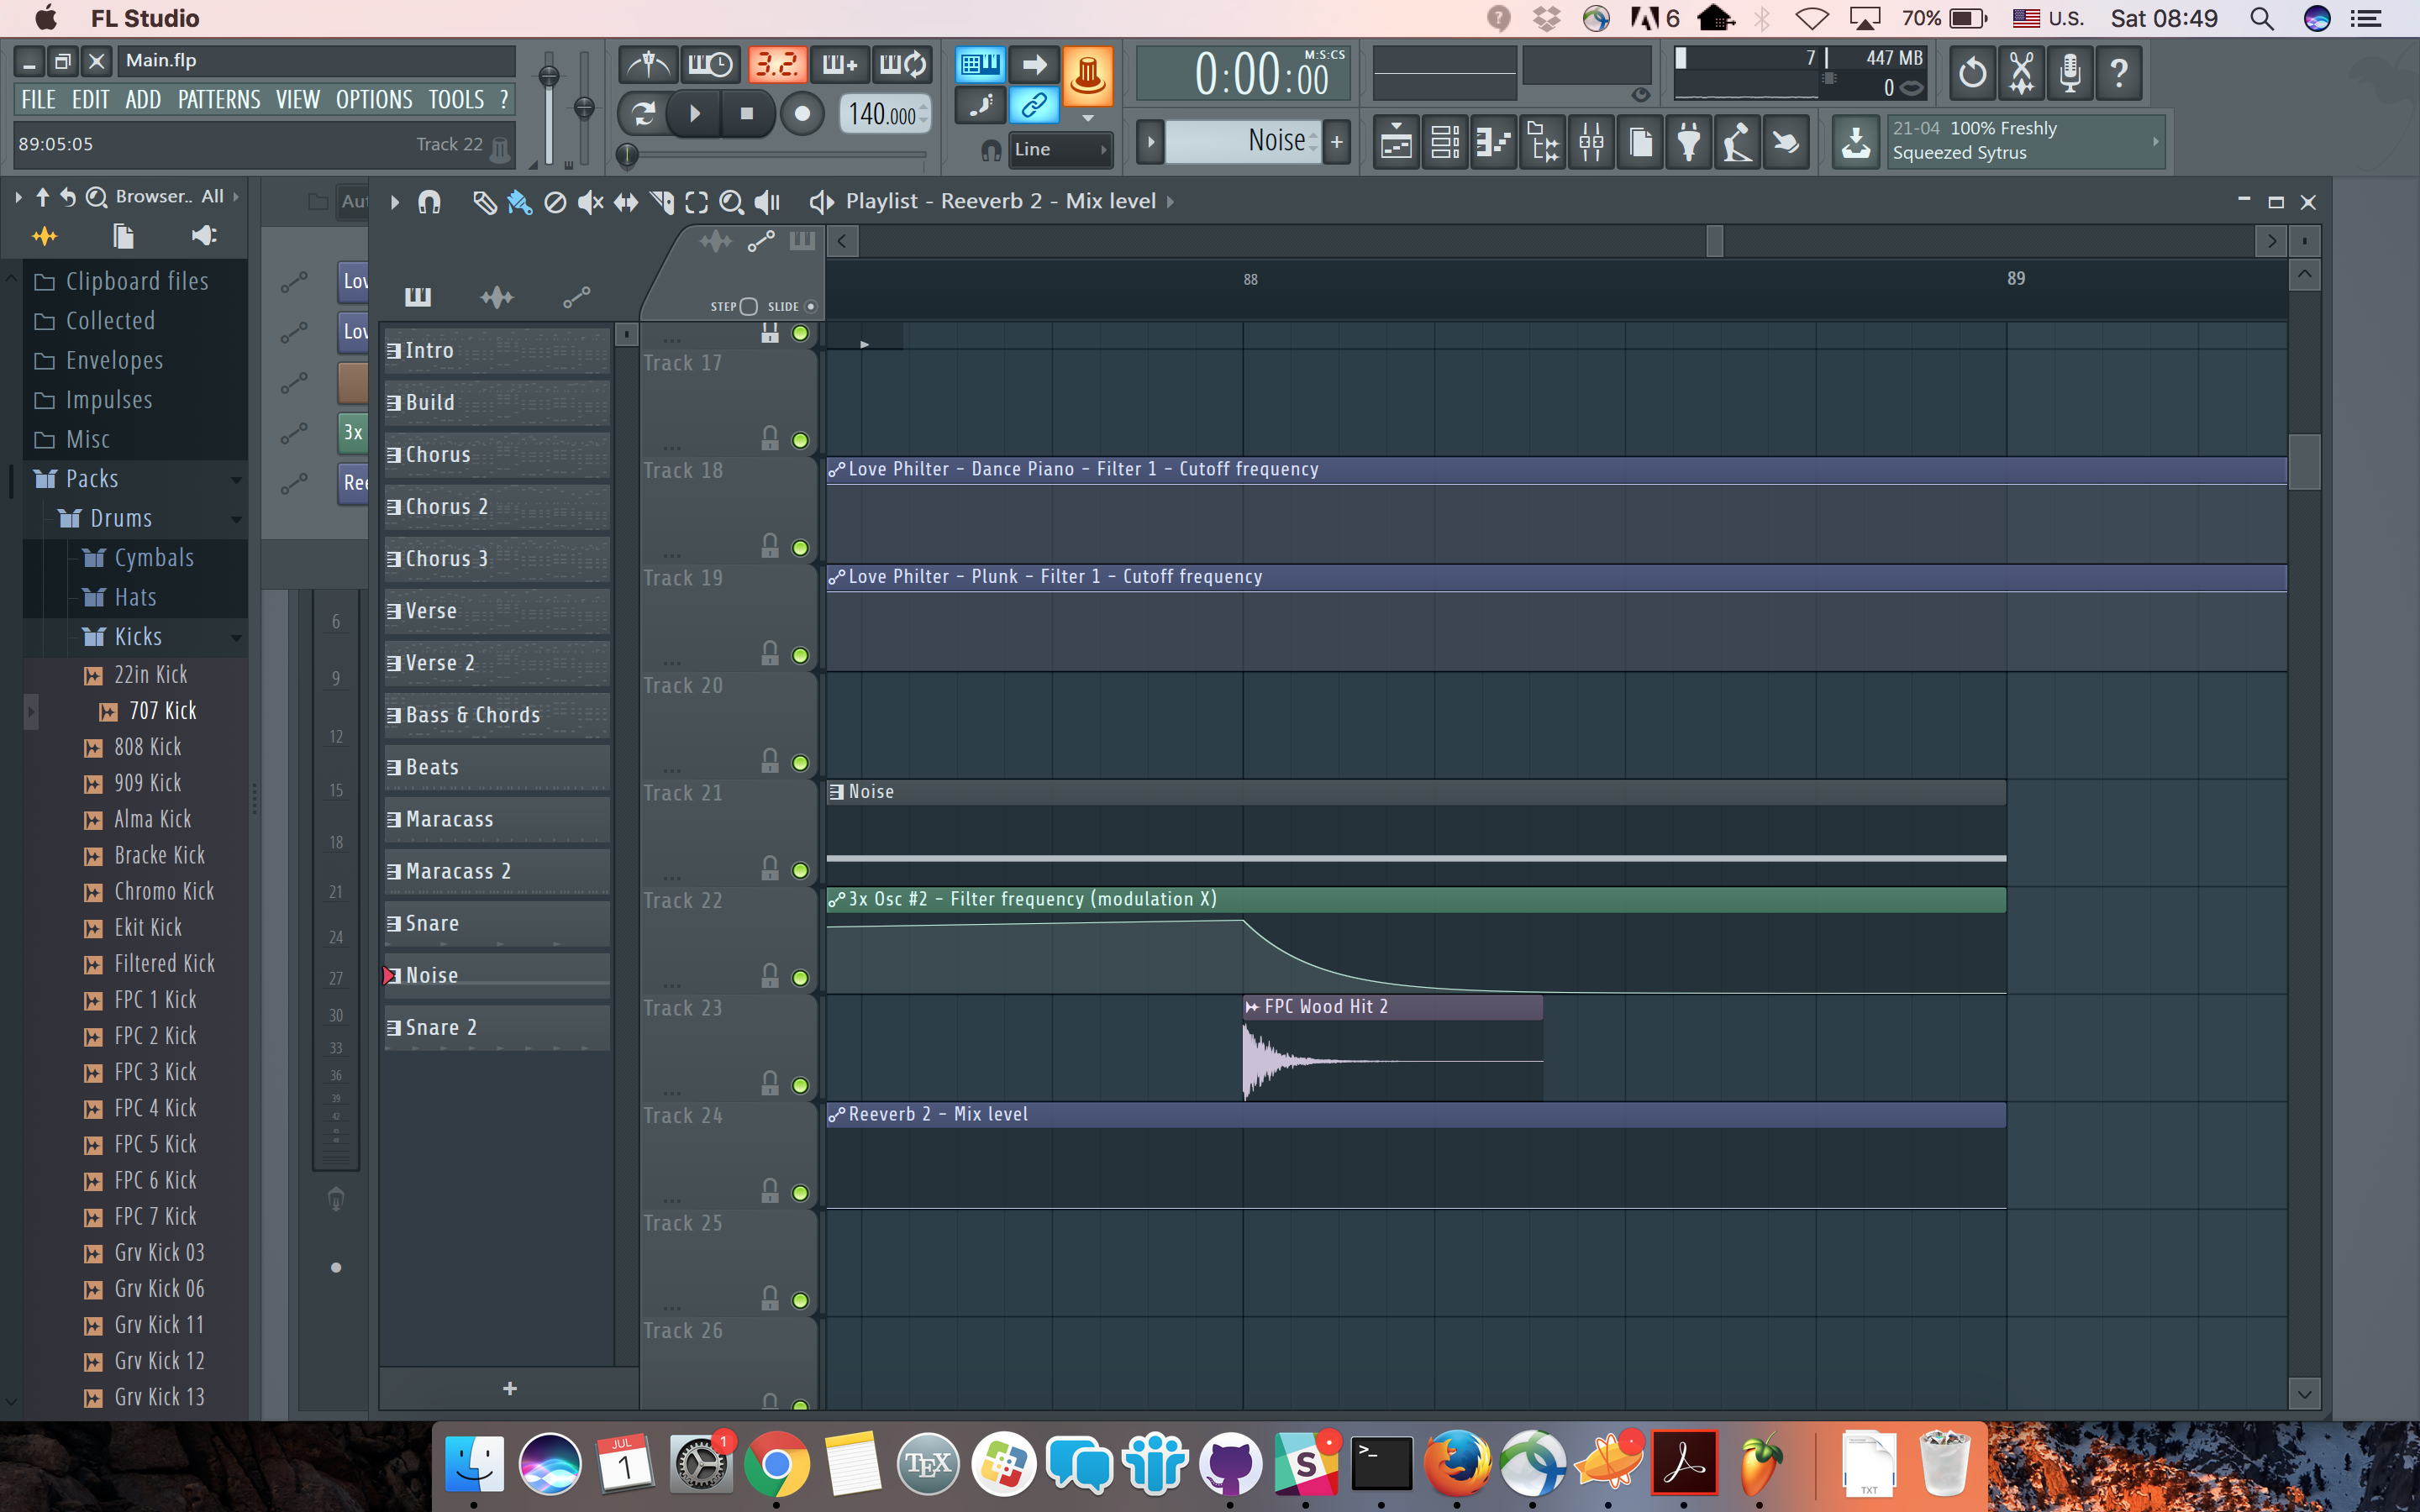 FL Studio
6
70%
U.S.
Sat 08:49
Main.flp
FILE EDIT ADD PATTERNS VIEW OPTIONS TOOLS ?
89:05:05
Track 22
3.2.
140.000
Line
0:00:00
M:S:CS
Noise
7
447 MB
0
?
21-04 100% Freshly
Squeezed Sytrus
Browser.. All
Aut
Playlist - Reeverb 2 - Mix level
STEP
SLIDE
88
89
Clipboard files
Collected
Envelopes
Impulses
Misc
Packs
Drums
Cymbals
Hats
Kicks
22in Kick
707 Kick
808 Kick
909 Kick
Alma Kick
Bracke Kick
Chromo Kick
Ekit Kick
Filtered Kick
FPC 1 Kick
FPC 2 Kick
FPC 3 Kick
FPC 4 Kick
FPC 5 Kick
FPC 6 Kick
FPC 7 Kick
Grv Kick 03
Grv Kick 06
Grv Kick 11
Grv Kick 12
Grv Kick 13
Lov
Lov
3x
Ree
6
9
12
15
18
21
24
27
30
33
36
39
42
Intro
Build
Chorus
Chorus 2
Chorus 3
Verse
Verse 2
Bass & Chords
Beats
Maracass
Maracass 2
Snare
Noise
Snare 2
+
Track 17
Track 18
Love Philter - Dance Piano - Filter 1 - Cutoff frequency
Track 19
Love Philter - Plunk - Filter 1 - Cutoff frequency
Track 20
Track 21
Noise
Track 22
3x Osc #2 - Filter frequency (modulation X)
Track 23
FPC Wood Hit 2
Track 24
Reeverb 2 - Mix level
Track 25
Track 26
JUL
1
1
TEX
S
>_
TXT